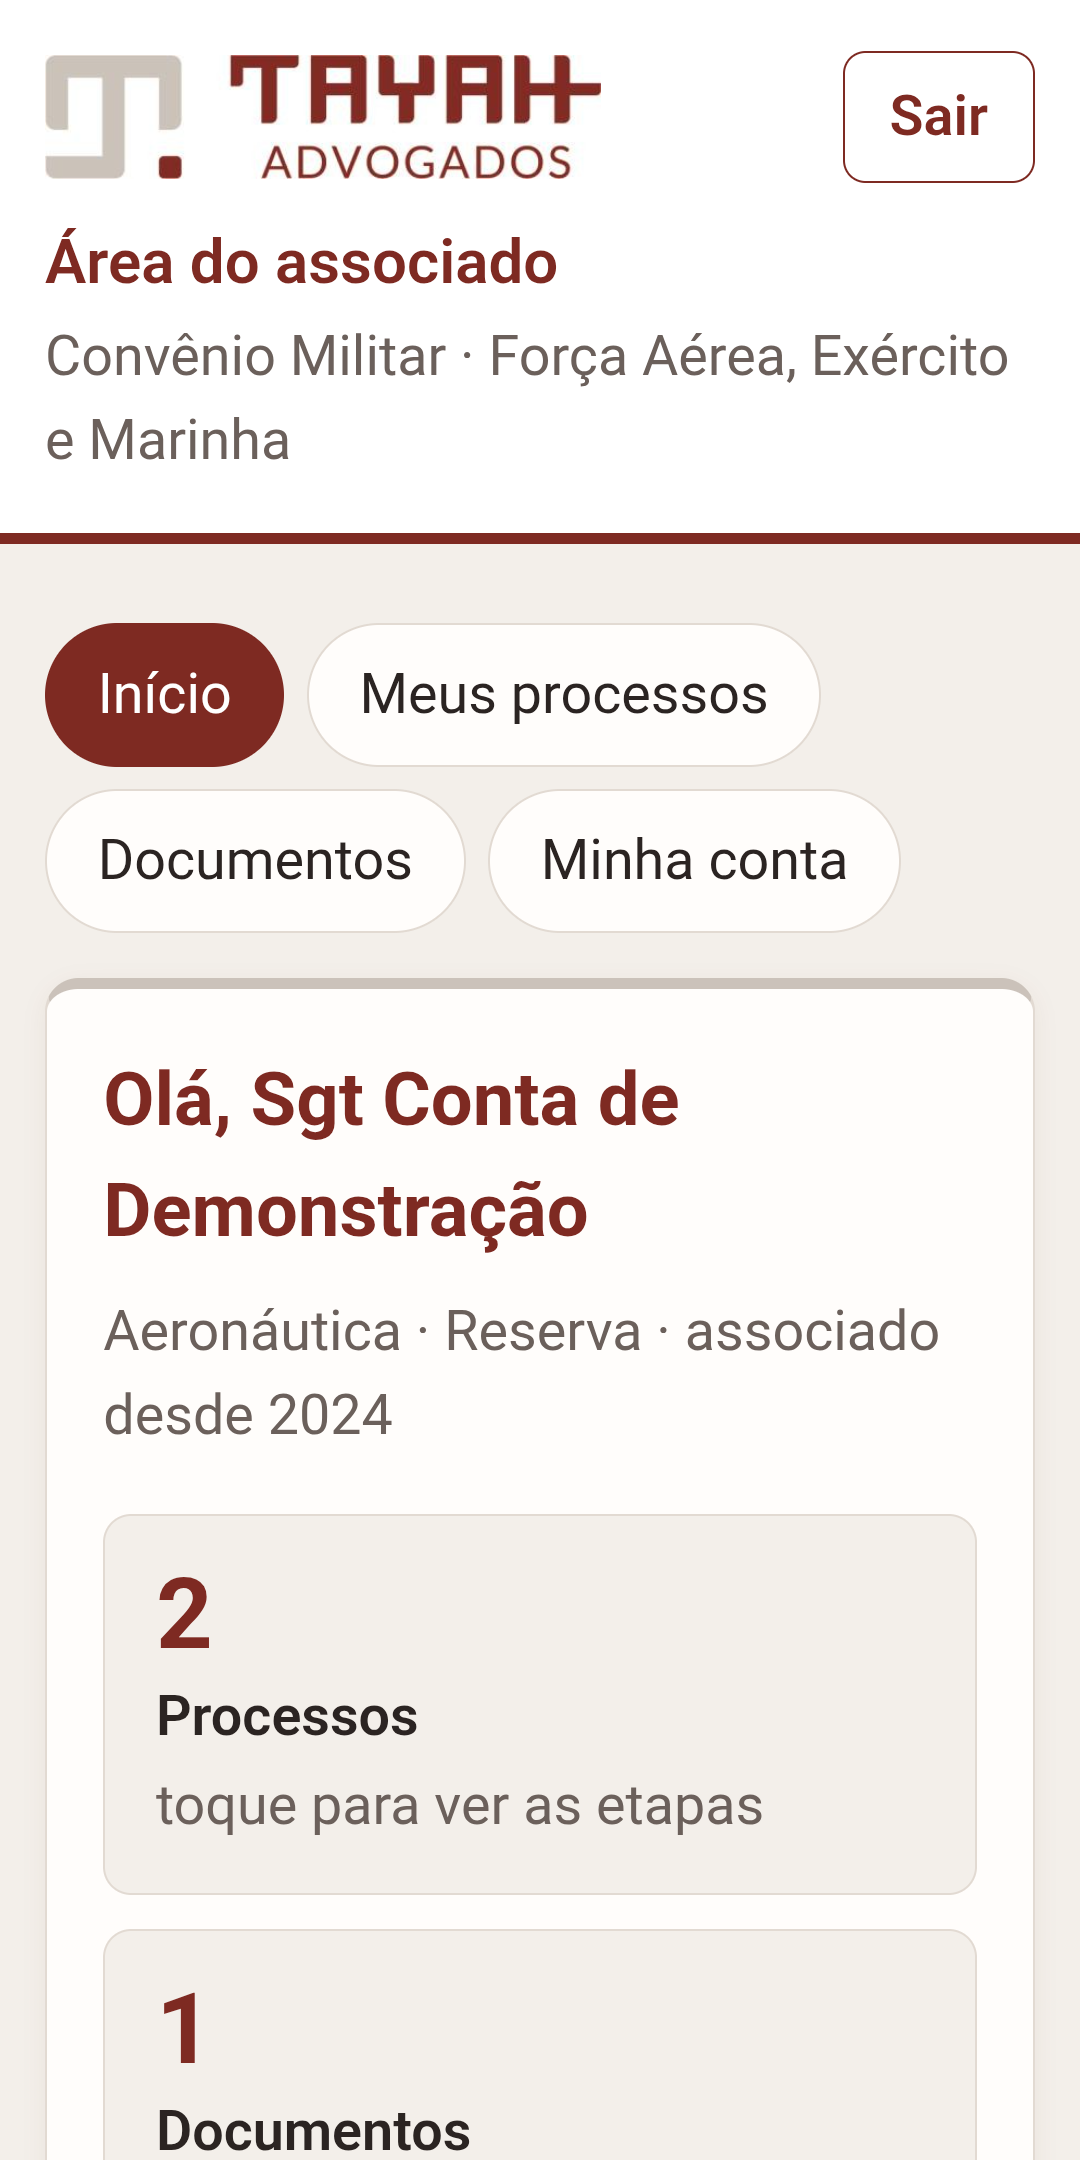 TAYAH
ADVOGADOS
Sair
Área do associado
Convênio Militar · Força Aérea, Exército
e Marinha
Início
Meus processos
Documentos
Minha conta
Olá, Sgt Conta de
Demonstração
Aeronáutica · Reserva · associado
desde 2024
2
Processos
toque para ver as etapas
1
Documentos